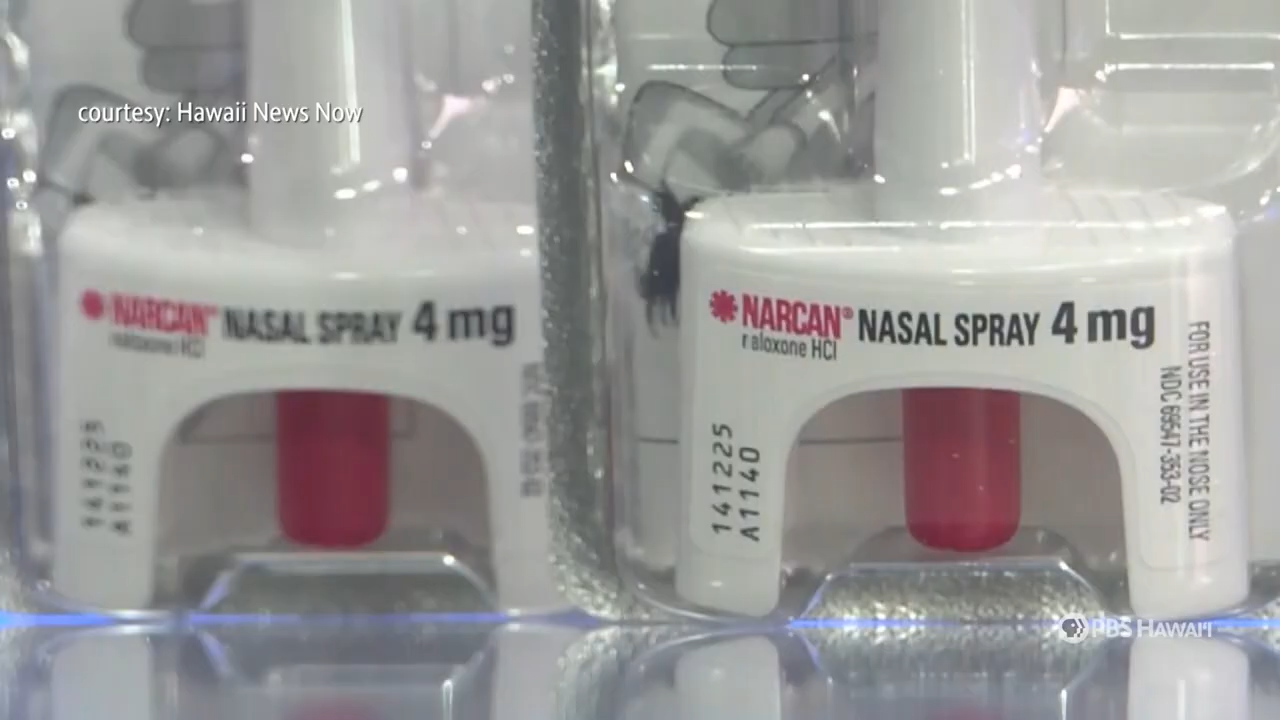 courtesy: Hawaii News Now
NARCAN® NASAL SPRAY 4 mg
naloxone HCl
141225
A1140
NARCAN® NASAL SPRAY 4 mg
naloxone HCl
141225
A1140
FOR USE IN THE NOSE ONLY
NDC 69547-353-02
PBS HAWAI'I